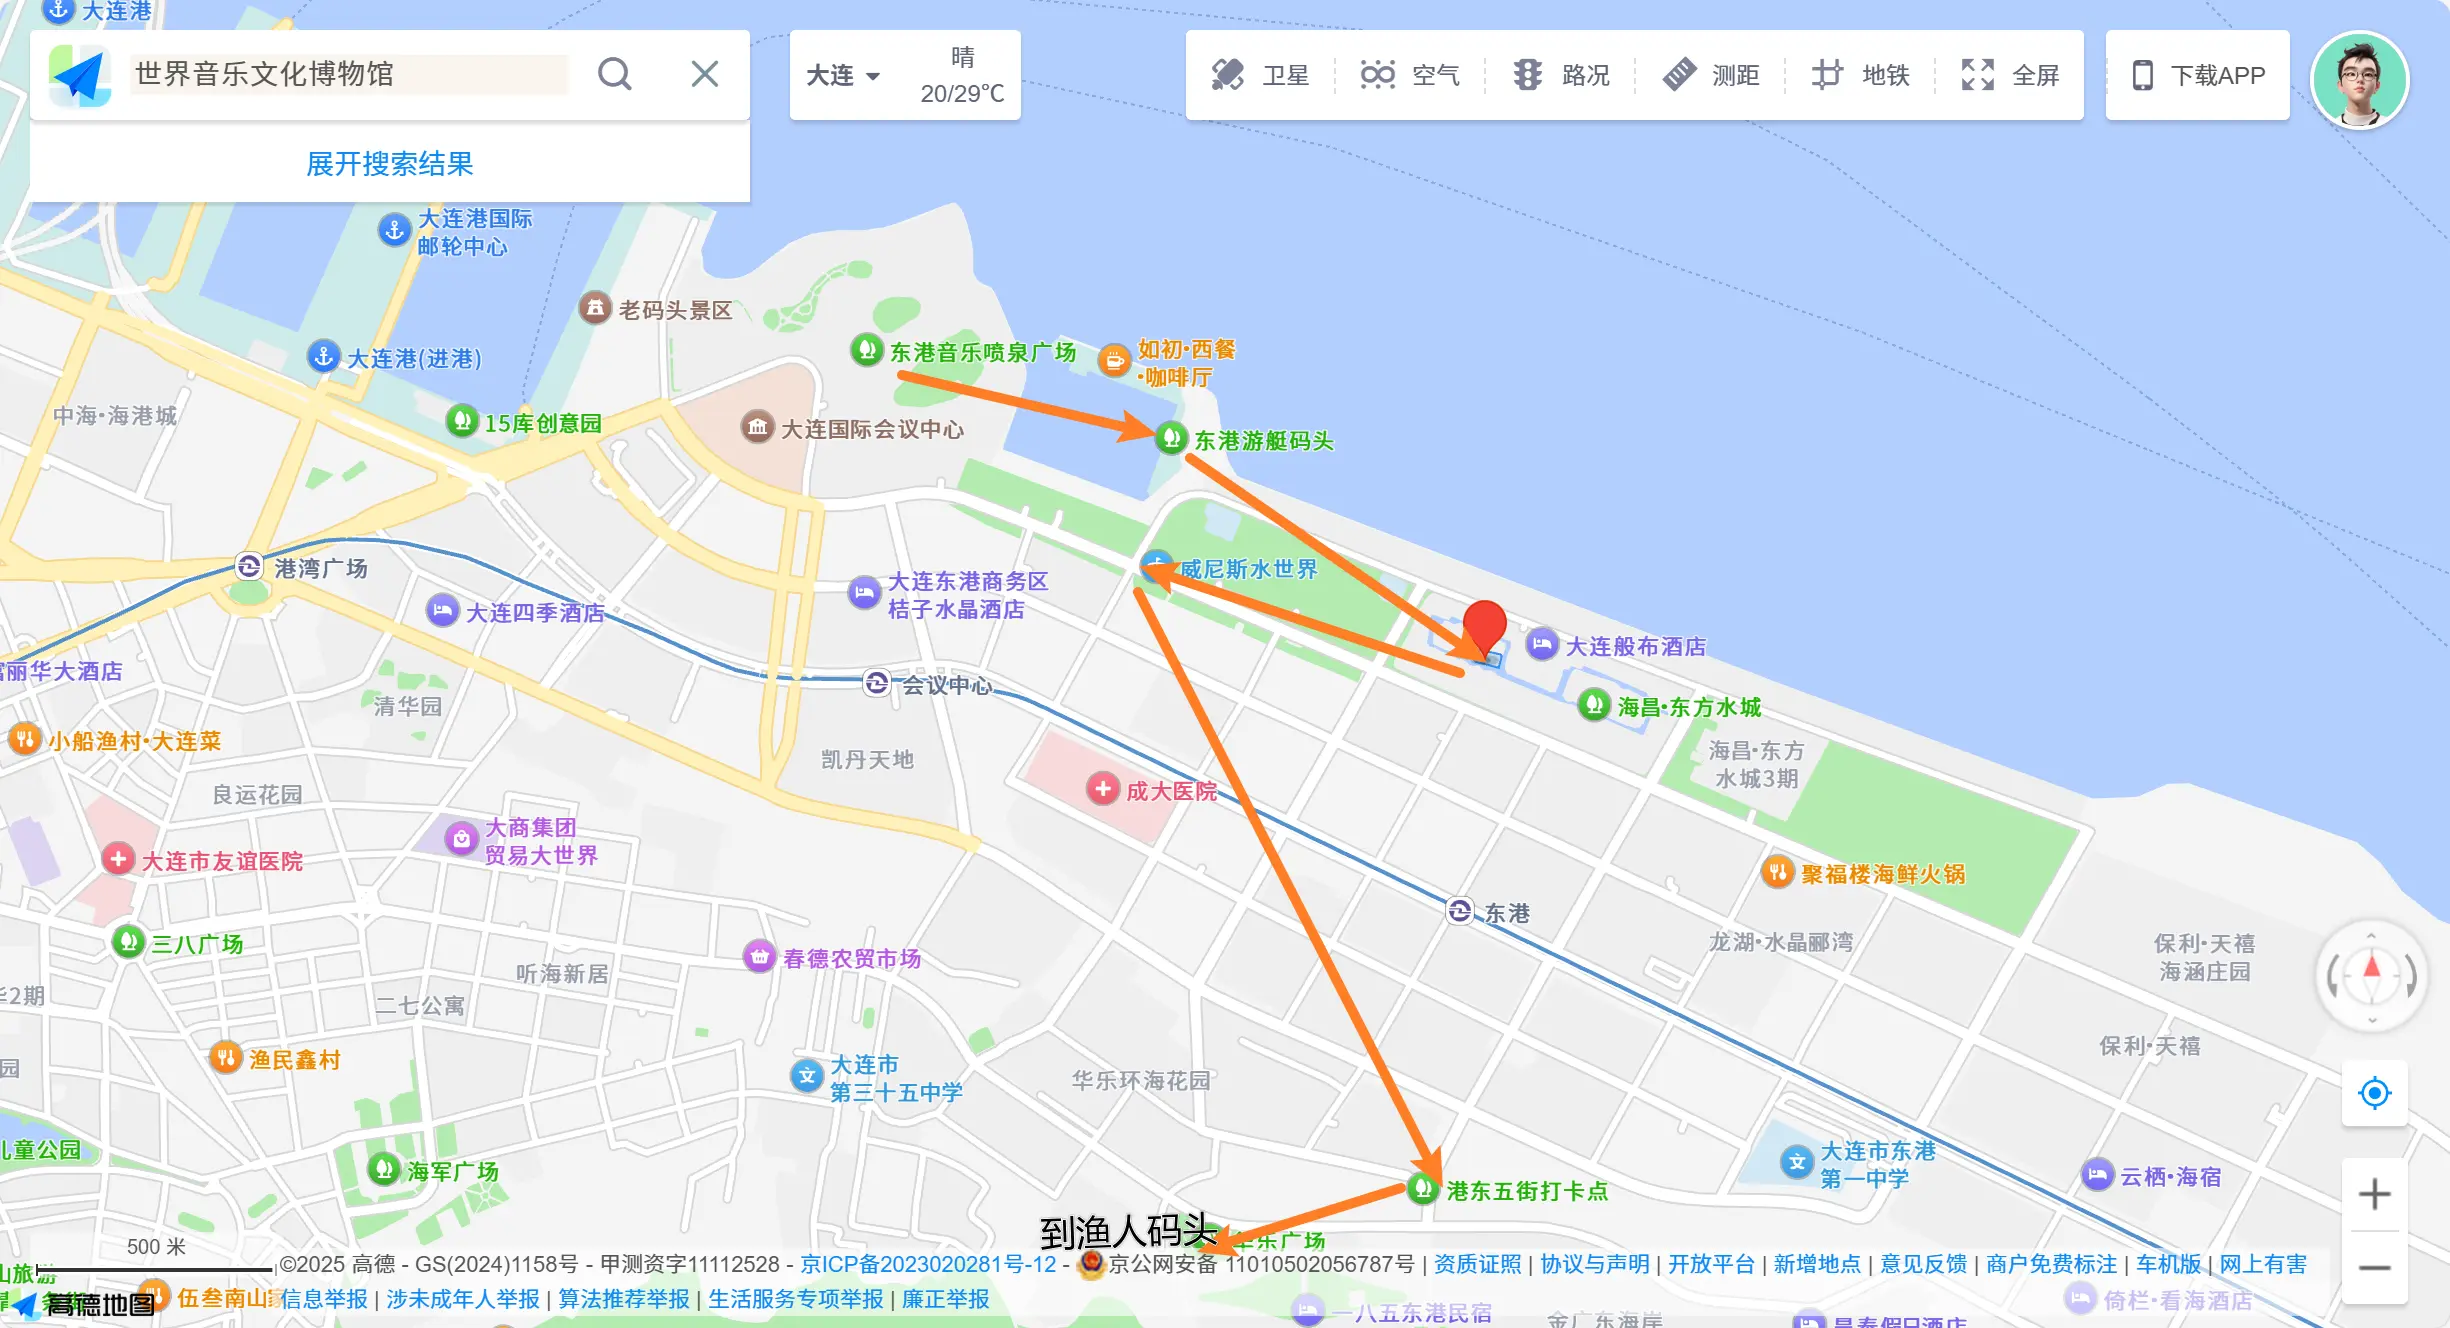 大连港
世界音乐文化博物馆
展开搜索结果
大连
晴
20/29℃
卫星
空气
路况
测距
地铁
全屏
下载APP
大连港国际
邮轮中心
老码头景区
大连港(进港)
东港音乐喷泉广场
如初·西餐
·咖啡厅
中海·海港城
15库创意园
大连国际会议中心
东港游艇码头
港湾广场
大连四季酒店
大连东港商务区
桔子水晶酒店
威尼斯水世界
大连般布酒店
富丽华大酒店
会议中心
清华园
海昌·东方水城
小船渔村·大连菜
凯丹天地
海昌·东方
水城3期
良运花园
成大医院
大商集团
贸易大世界
大连市友谊医院
聚福楼海鲜火锅
东港
三八广场
春德农贸市场
听海新居
龙湖·水晶郦湾
保利·天禧
海涵庄园
2期
二七公寓
渔民鑫村
保利·天禧
园
大连市
第三十五中学
华乐环海花园
儿童公园
海军广场
大连市东港
第一中学
云栖·海宿
港东五街打卡点
到渔人码头
华乐广场
500 米
©2025 高德 - GS(2024)1158号 - 甲测资字11112528 - 京ICP备2023020281号-12 - 京公网安备 11010502056787号 | 资质证照 | 协议与声明 | 开放平台 | 新增地点 | 意见反馈 | 商户免费标注 | 车机版 | 网上有害
信息举报 | 涉未成年人举报 | 算法推荐举报 | 生活服务专项举报 | 廉正举报
山旅游
高德地图
伍叁南山
一八五东港民宿
金广东海岸
倚栏·看海酒店
昊泰假日酒店